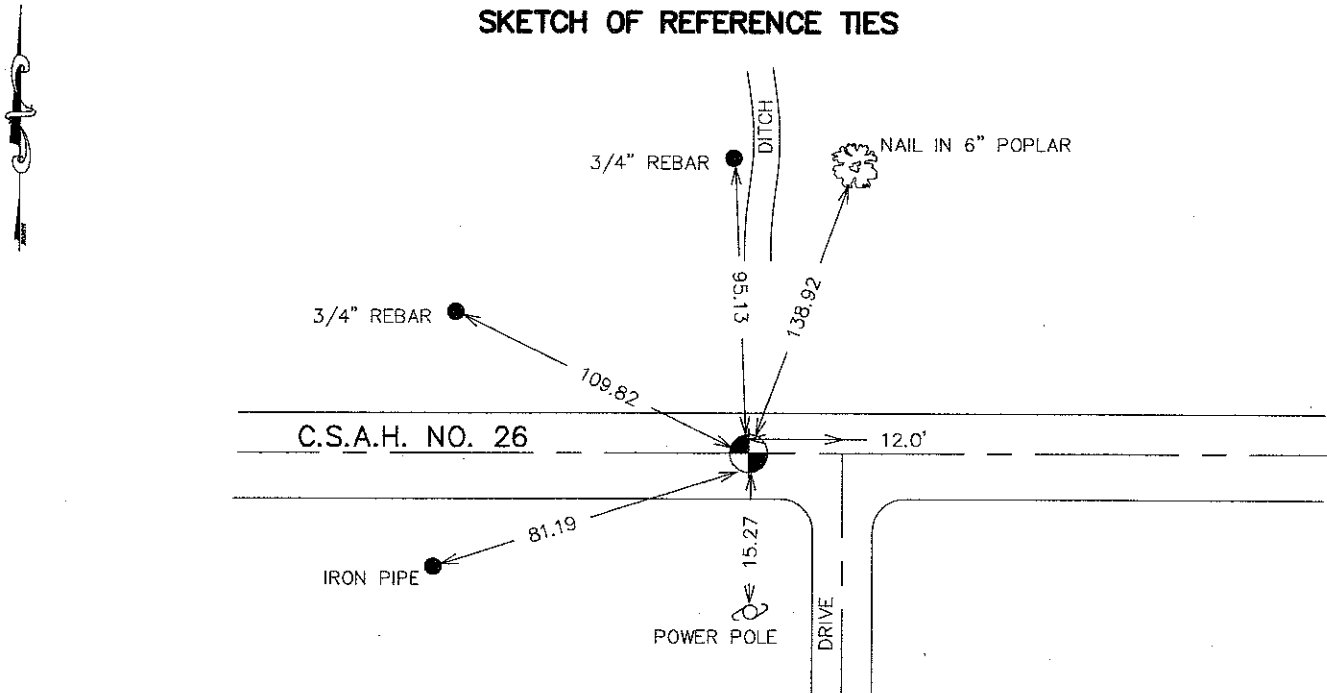 SKETCH OF REFERENCE TIES
DITCH
NAIL IN 6" POPLAR
3/4" REBAR
95.13
138.92
3/4" REBAR
109.82
C.S.A.H. NO. 26
12.0'
81.19
15.27
IRON PIPE
DRIVE
POWER POLE